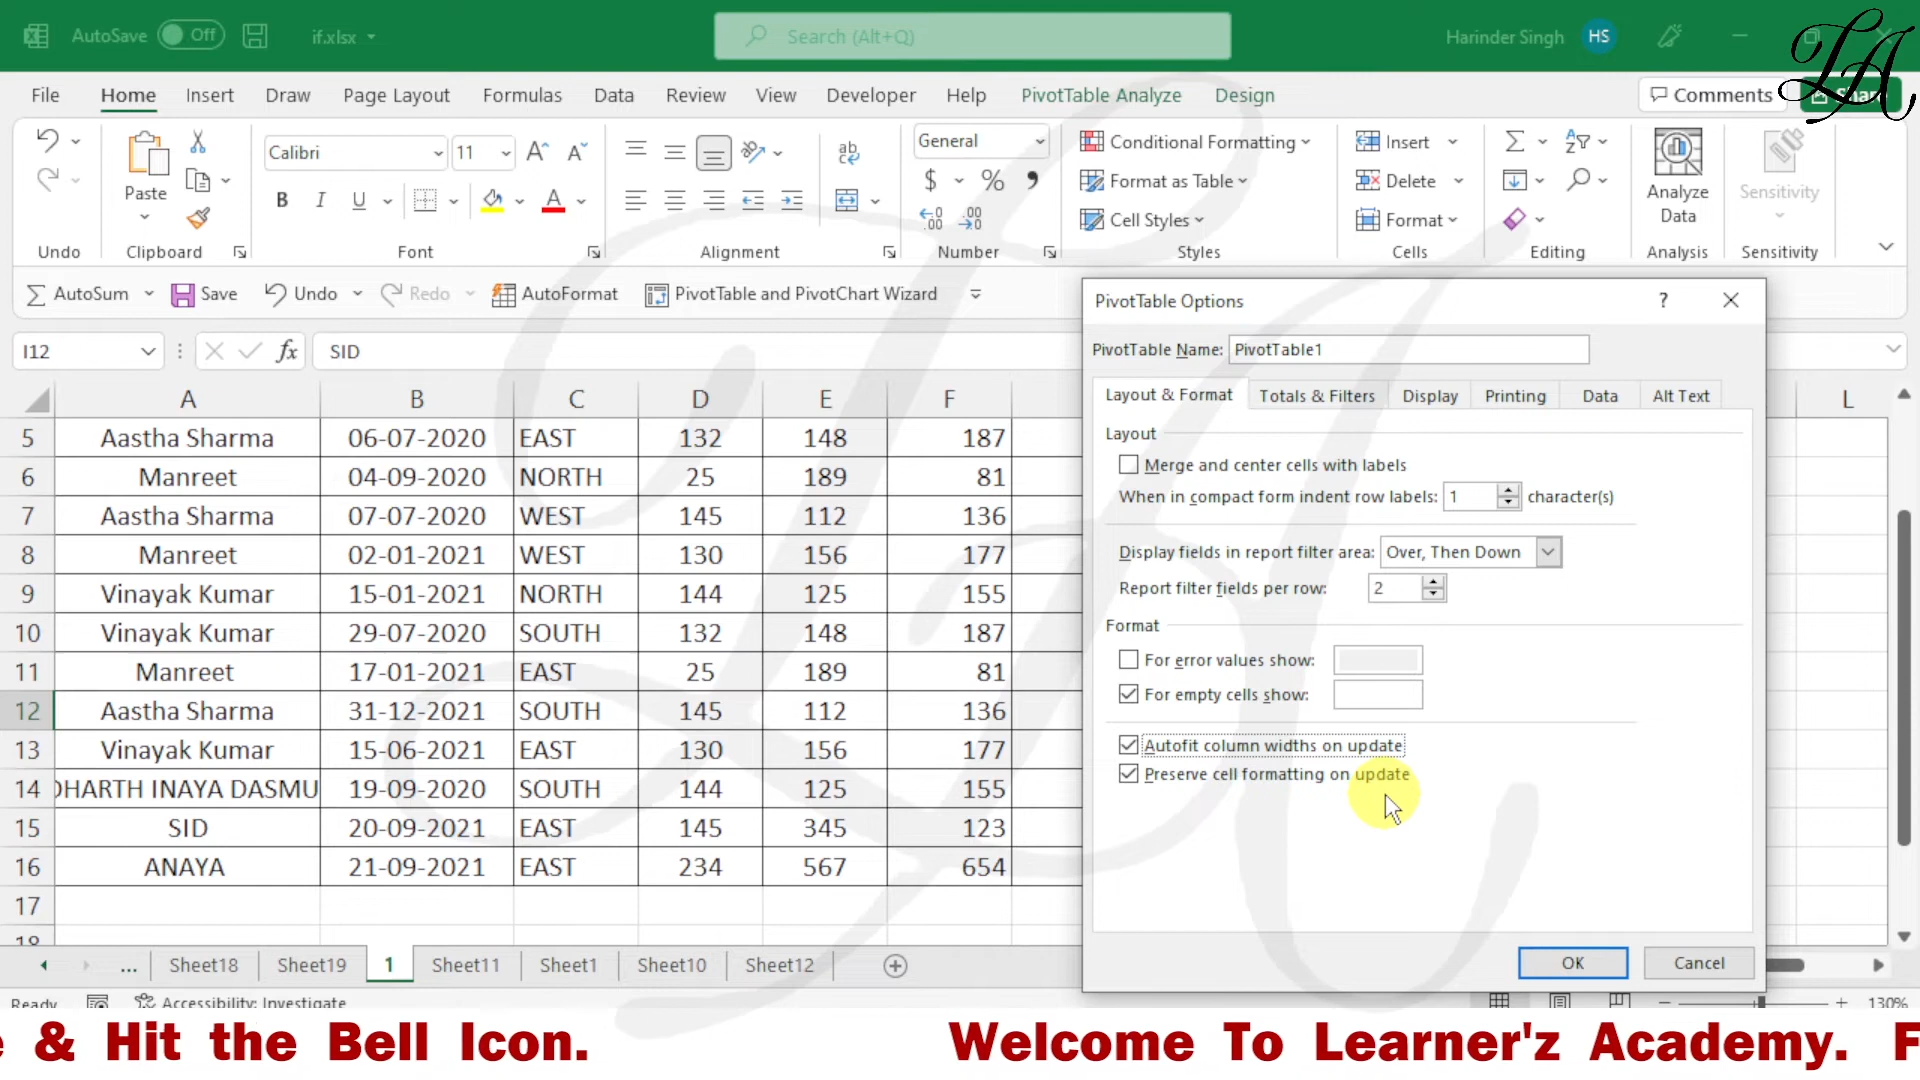 AutoSave Off if.xlsx Search (Alt+Q) Harinder Singh HS
File Home Insert Draw Page Layout Formulas Data Review View Developer Help PivotTable Analyze Design Comments Share
LA
Calibri 11 General Conditional Formatting Insert
Paste Format as Table Delete Analyze Data Sensitivity
Cell Styles Format
Undo Clipboard Font Alignment Number Styles Cells Editing Analysis Sensitivity
AutoSum Save Undo Redo AutoFormat PivotTable and PivotChart Wizard
I12 fx SID
A B C D E F L
5 Aastha Sharma 06-07-2020 EAST 132 148 187
6 Manreet 04-09-2020 NORTH 25 189 81
7 Aastha Sharma 07-07-2020 WEST 145 112 136
8 Manreet 02-01-2021 WEST 130 156 177
9 Vinayak Kumar 15-01-2021 NORTH 144 125 155
10 Vinayak Kumar 29-07-2020 SOUTH 132 148 187
11 Manreet 17-01-2021 EAST 25 189 81
12 Aastha Sharma 31-12-2021 SOUTH 145 112 136
13 Vinayak Kumar 15-06-2021 EAST 130 156 177
14 DHARTH INAYA DASMU 19-09-2020 SOUTH 144 125 155
15 SID 20-09-2021 EAST 145 345 123
16 ANAYA 21-09-2021 EAST 234 567 654
17
18
PivotTable Options ?
PivotTable Name: PivotTable1
Layout & Format Totals & Filters Display Printing Data Alt Text
Layout
Merge and center cells with labels
When in compact form indent row labels: 1 character(s)
Display fields in report filter area: Over, Then Down
Report filter fields per row: 2
Format
For error values show:
For empty cells show:
Autofit column widths on update
Preserve cell formatting on update
OK Cancel
... Sheet18 Sheet19 1 Sheet11 Sheet1 Sheet10 Sheet12
Ready Accessibility: Investigate 130%
e & Hit the Bell Icon. Welcome To Learner'z Academy. F